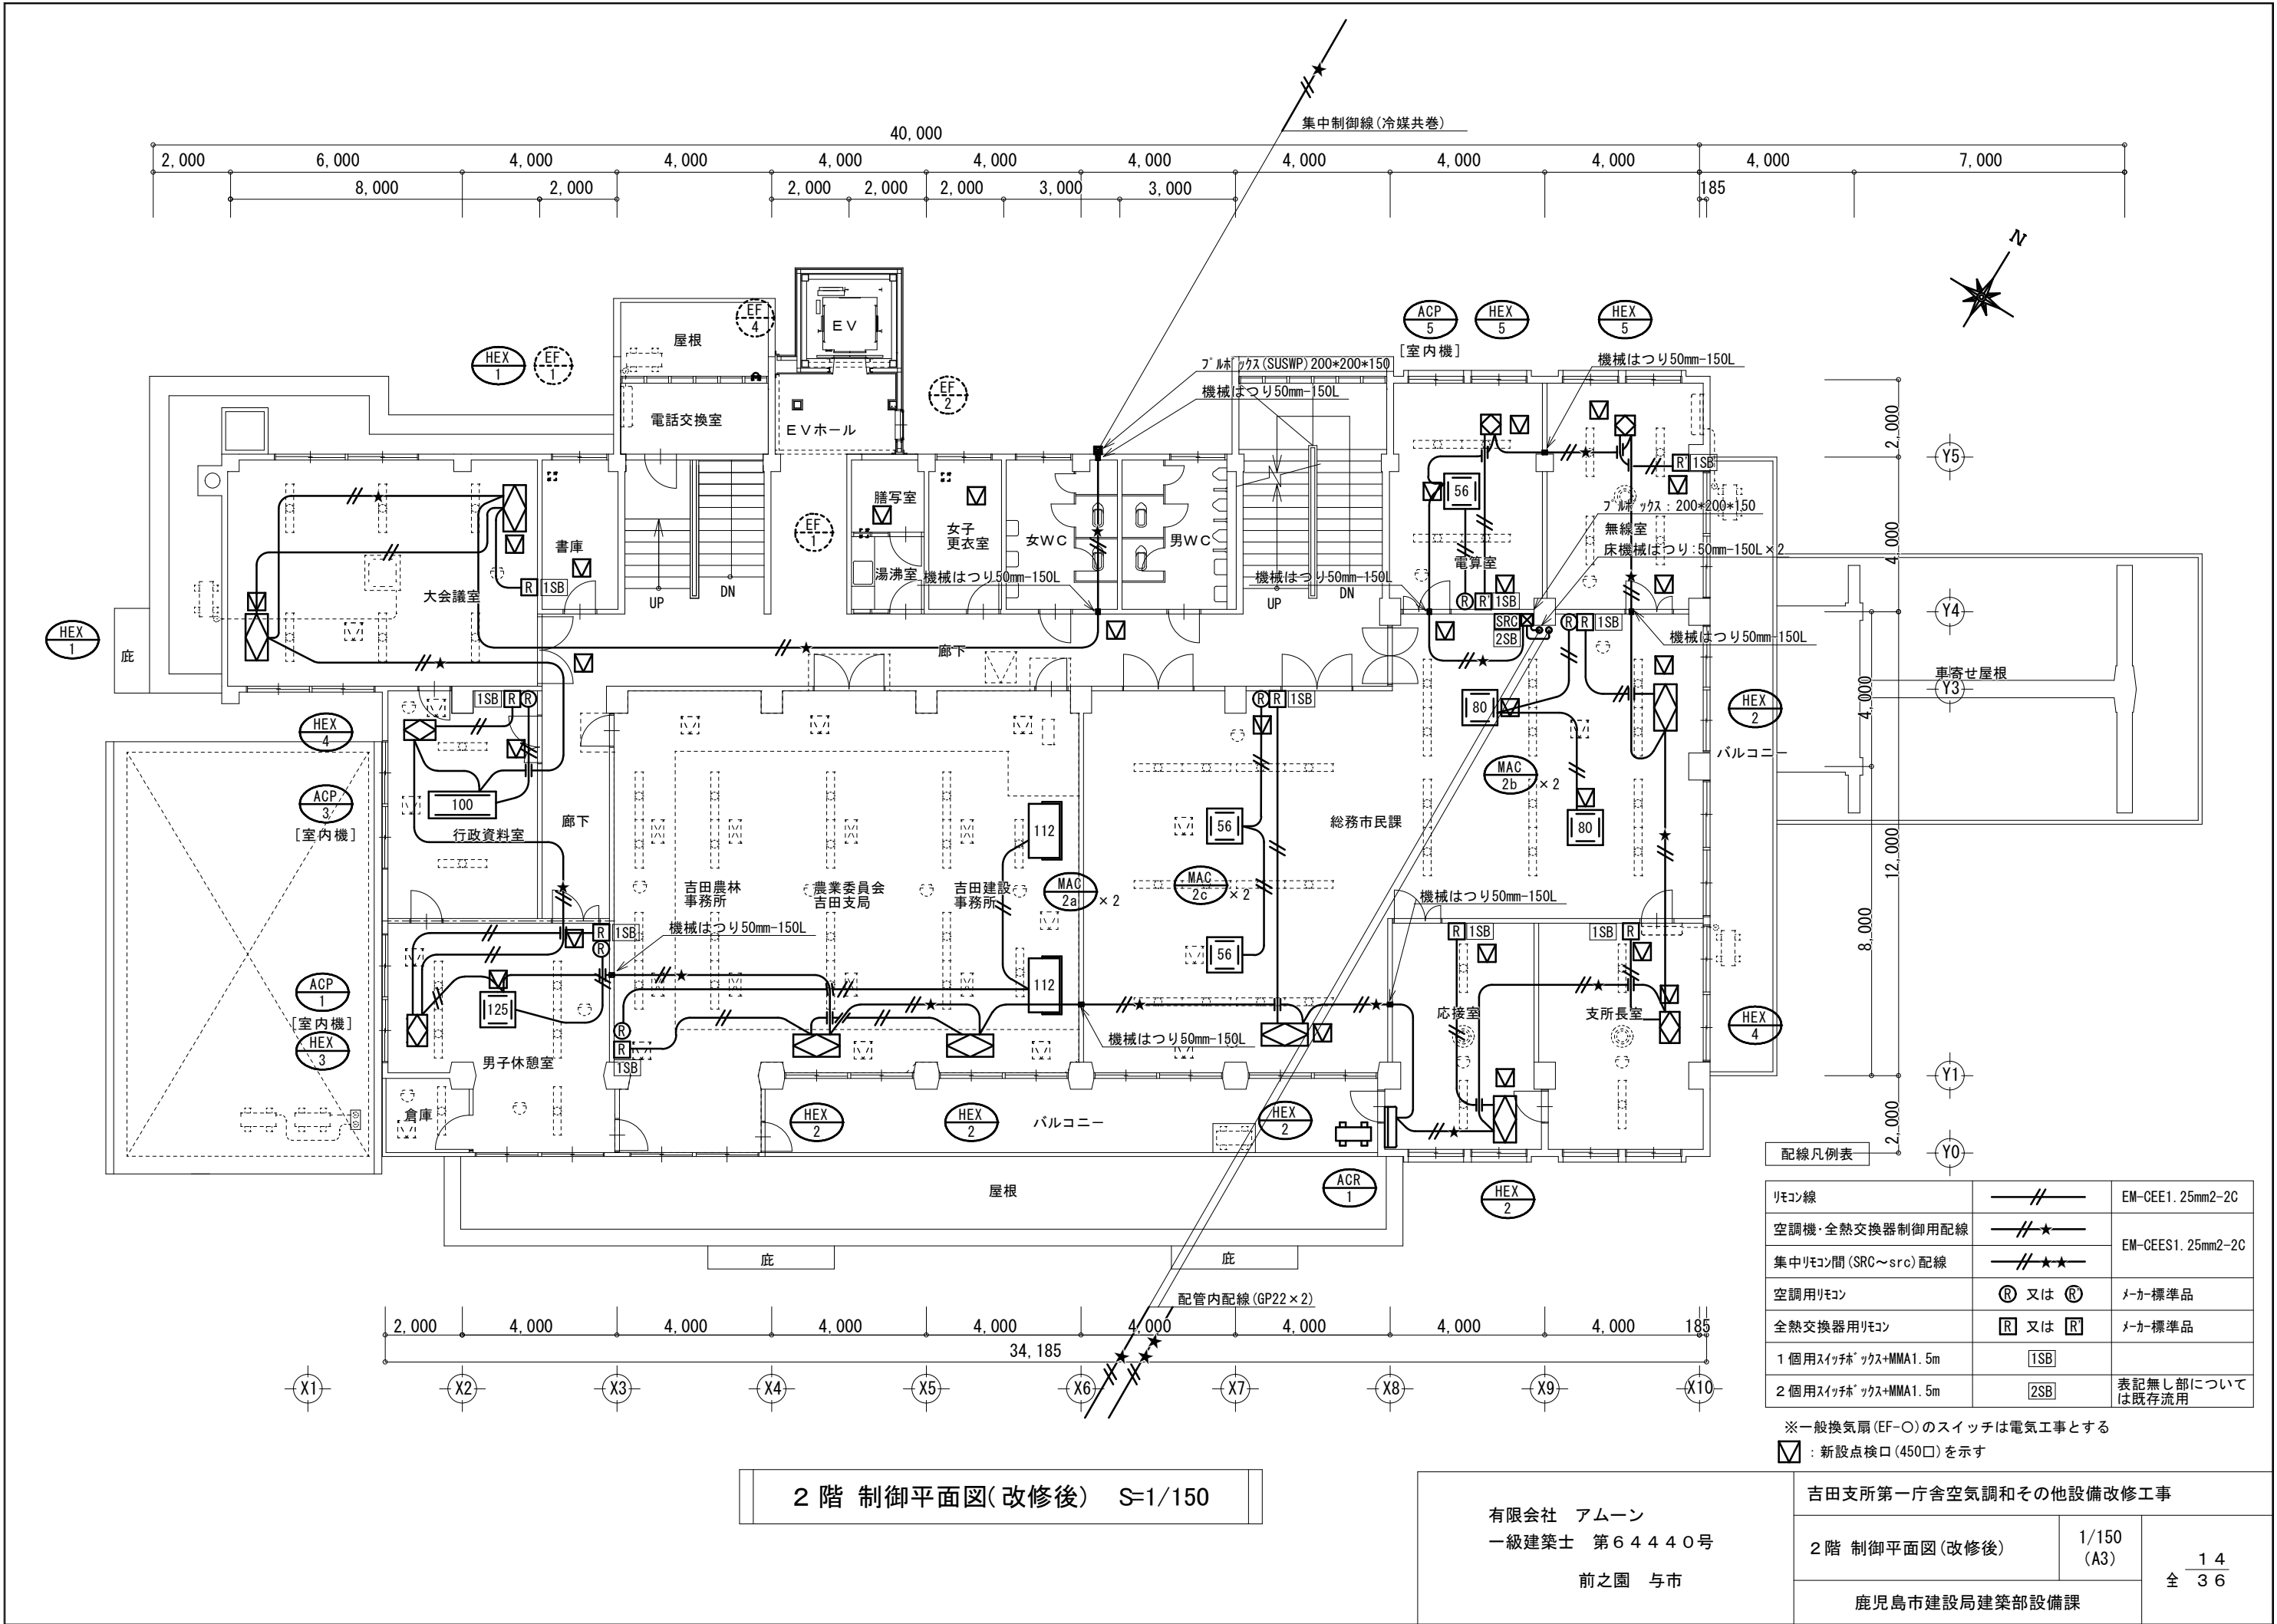 集中制御線(冷媒共巻)
40,000
2,000 6,000 4,000 4,000 4,000 4,000 4,000 4,000 4,000 4,000 4,000 7,000
8,000 2,000 2,000 2,000 2,000 3,000 3,000 185
N
HEX 1
EF 1
EF 4
屋根
EV
EF 2
プルボックス(SUSWP)200*200*150
機械はつり50mm-150L
ACP 5
[室内機]
HEX 5
HEX 5
機械はつり50mm-150L
電話交換室
EVホール
2,000
Y5
R' 1SB
膳写室
56
プルボックス：200*200*150
無線室
床機械はつり:50mm-150L×2
電算室
EF 1
女子
更衣室
女WC
男WC
書庫
湯沸室
機械はつり50mm-150L
機械はつり50mm-150L
4,000
R 1SB
大会議室
UP
DN
UP
DN
R R' 1SB
SRC
2SB
R R 1SB
Y4
機械はつり50mm-150L
HEX 1
庇
廊下
車寄せ屋根
4,000
Y3
HEX 4
1SB R R
R R 1SB
80
HEX 2
バルコニー
MAC 2b ×2
ACP 3
[室内機]
100
行政資料室
廊下
112
56
総務市民課
80
12,000
吉田農林
事務所
農業委員会
吉田支局
吉田建設
事務所
MAC 2a ×2
MAC 2c ×2
機械はつり50mm-150L
機械はつり50mm-150L
R 1SB
R
R 1SB
1SB R
8,000
56
ACP 1
[室内機]
HEX 3
125
112
応接室
支所長室
HEX 4
R
R
1SB
機械はつり50mm-150L
男子休憩室
倉庫
Y1
HEX 2
HEX 2
バルコニー
HEX 2
2,000
配線凡例表
Y0
屋根
ACR 1
HEX 2
庇
庇
リモコン線 EM-CEE1.25mm2-2C
空調機・全熱交換器制御用配線 EM-CEES1.25mm2-2C
集中リモコン間(SRC〜src)配線
空調用リモコン R 又は R' メーカー標準品
全熱交換器用リモコン R 又は R' メーカー標準品
1個用スイッチボックス+MMA1.5m 1SB
2個用スイッチボックス+MMA1.5m 2SB 表記無し部について
は既存流用
配管内配線(GP22×2)
2,000 4,000 4,000 4,000 4,000 4,000 4,000 4,000 4,000 185
34,185
X1 X2 X3 X4 X5 X6 X7 X8 X9 X10
※一般換気扇(EF-○)のスイッチは電気工事とする
：新設点検口(450□)を示す
2階 制御平面図(改修後) S=1/150
有限会社 アムーン
一級建築士 第64440号
前之園 与市
吉田支所第一庁舎空気調和その他設備改修工事
2階 制御平面図(改修後)
1/150
(A3)
全 14
36
鹿児島市建設局建築部設備課